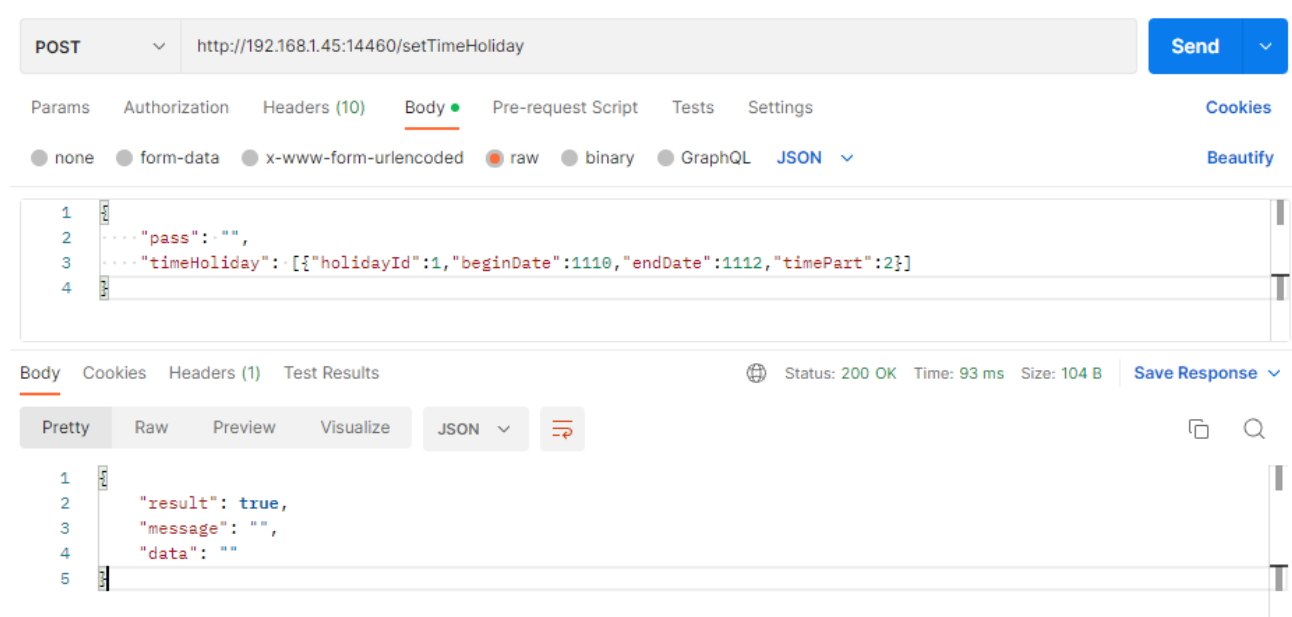 POST http://192.168.1.45:14460/setTimeHoliday Send
Params Authorization Headers (10) Body Pre-request Script Tests Settings Cookies
none form-data x-www-form-urlencoded raw binary GraphQL JSON Beautify
1 {
2 ····"pass":·"",
3 ····"timeHoliday":·[{"holidayId":1,"beginDate":1110,"endDate":1112,"timePart":2}]
4 }
Body Cookies Headers (1) Test Results Status: 200 OK Time: 93 ms Size: 104 B Save Response
Pretty Raw Preview Visualize JSON
1 {
2 "result": true,
3 "message": "",
4 "data": ""
5 }